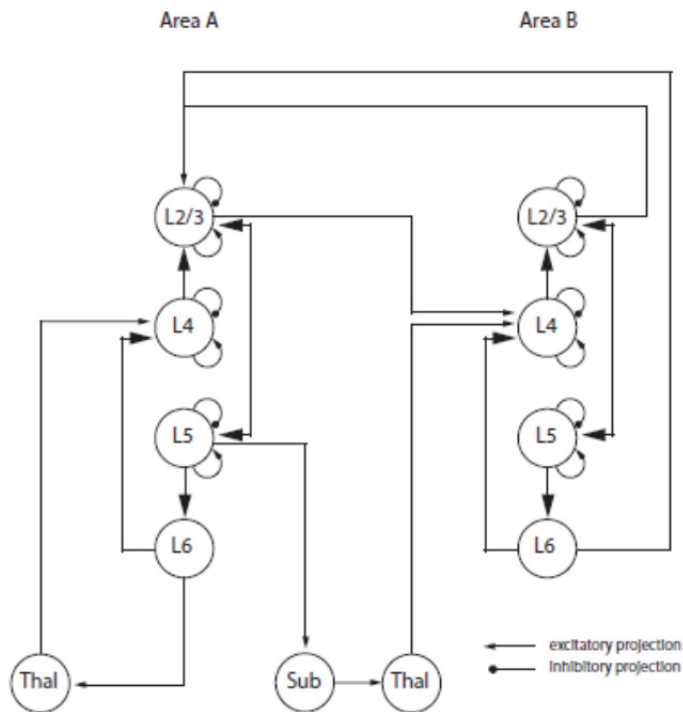 Area A
Area B
L2/3
L2/3
L4
L4
L5
L5
L6
L6
excitatory projection
inhibitory projection
Thal
Sub
Thal